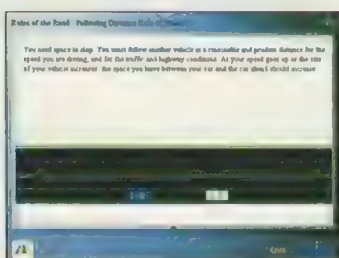 Rules of the Road Following Distance Rule of
You need space to stop. You must follow another vehicle at a reasonable and prudent distance for the
speed you are driving, and for the traffic and highway conditions. As your speed goes up or the size
of your vehicle increases, the space you leave between your car and the car ahead should increase
Quit